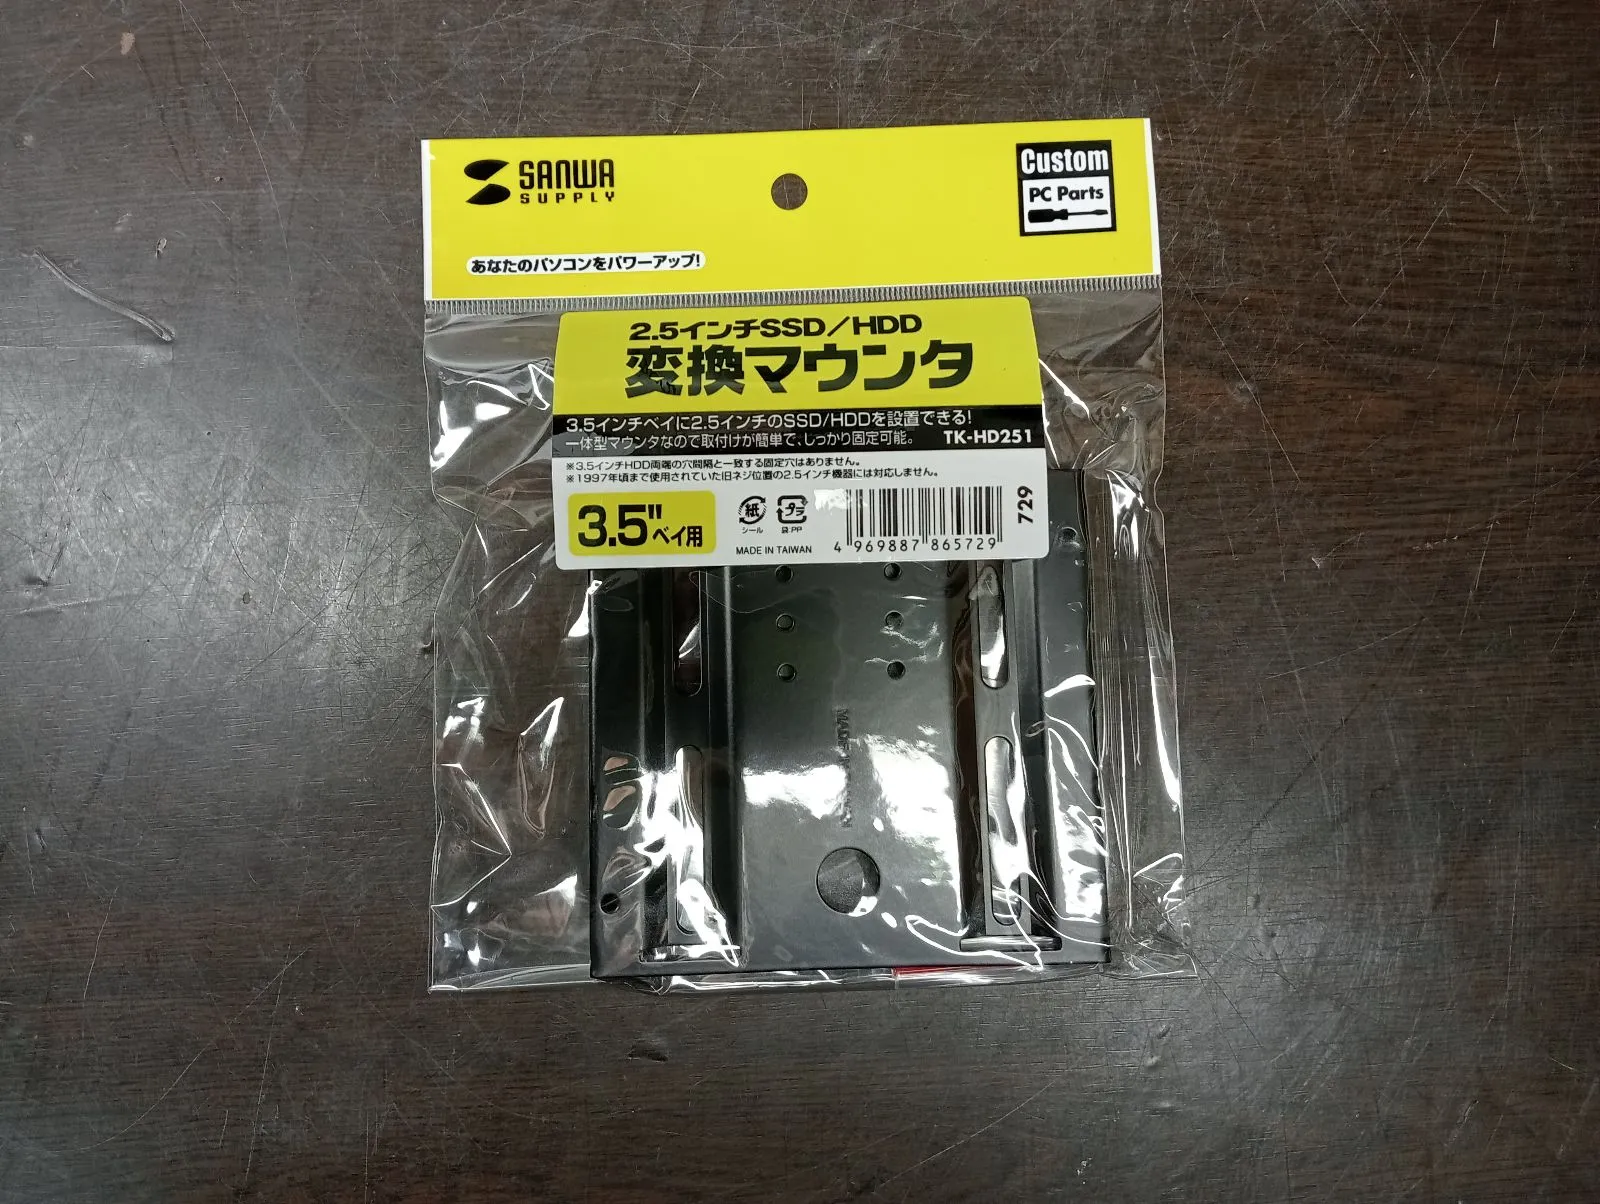 SANWA
SUPPLY
Custom
PC Parts
あなたのパソコンをパワーアップ!
2.5インチSSD/HDD
変換マウンタ
3.5インチベイに2.5インチのSSD/HDDを設置できる!
一体型マウンタなので取付けが簡単で、しっかり固定可能。 TK-HD251
※3.5インチHDD両端の穴間隔と一致する固定穴はありません。
※1997年頃まで使用されていた旧ネジ位置の2.5インチ機器には対応しません。
3.5"ベイ用
紙
シール
プラ
袋 PP
MADE IN TAIWAN
4 969887 865729
729